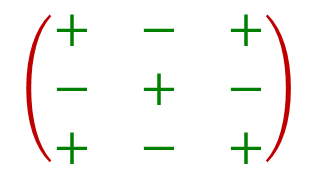 + − +
− + −
+ − +